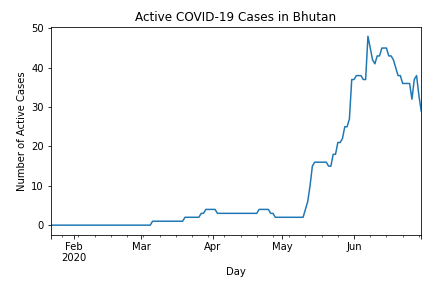 Active COVID-19 Cases in Bhutan
Number of Active Cases
50
40
30
20
10
0
Feb Mar Apr May Jun
2020
Day